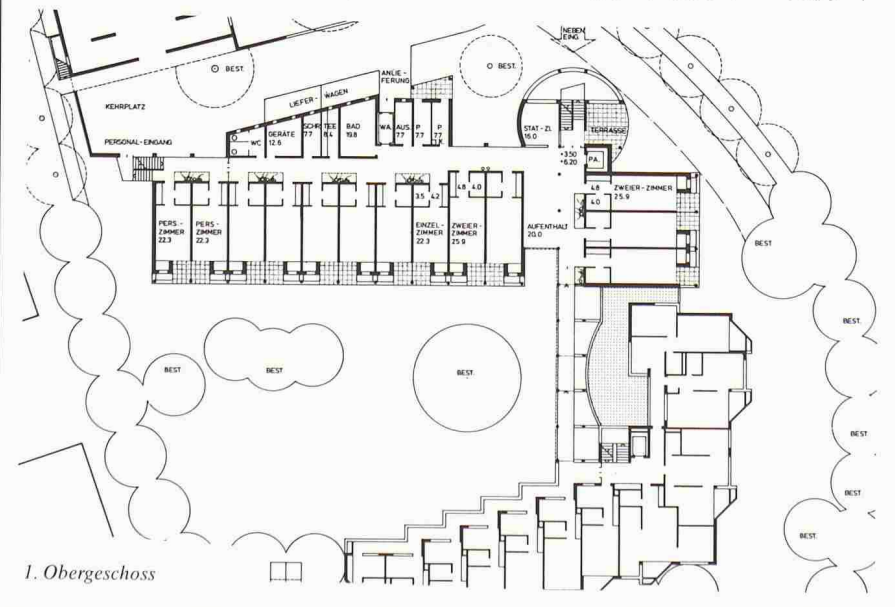 NEBEN
EING.
BEST.
BEST.
ANLIE-
FERUNG
LIEFER-WAGEN
KEHRPLATZ
PERSONAL-EINGANG
WC
GERÄTE
12.6
SCHR.
7.7
TEE
8.4
BAD
19.8
WA.
AUS.
7.7
P
7.7
P
7.7
STAT.-ZI.
16.0
TERRASSE
+3.50
+6.20
PA.
PERS.-
ZIMMER
22.3
PERS.-
ZIMMER
22.3
3.5
4.2
EINZEL-
ZIMMER
22.3
4.8
4.0
ZWEIER-
ZIMMER
25.9
AUFENTHALT
20.0
4.8
4.0
ZWEIER-ZIMMER
25.9
BEST
BEST.
BEST
BEST
BEST.
BEST.
BEST
BEST.
1. Obergeschoss